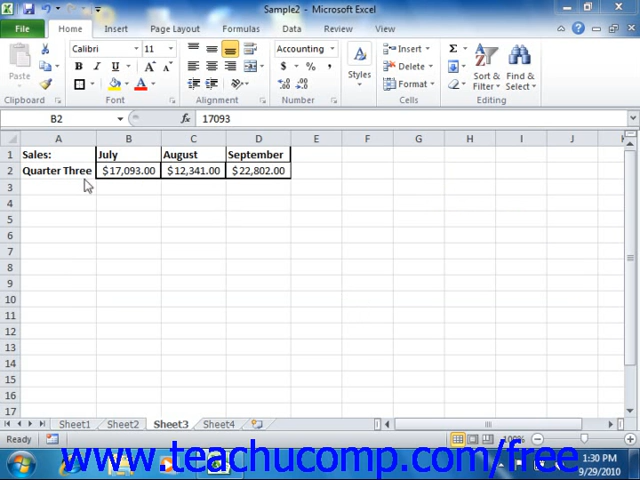 Sample2 - Microsoft Excel
File Home Insert Page Layout Formulas Data Review View
Paste
Clipboard
Calibri 11
B I U
Font
Alignment
Accounting
$ % ,
Number
Styles
Insert
Delete
Format
Cells
Sort & Filter
Find & Select
Editing
B2 fx 17093
A B C D E F G H I J K
1 Sales: July August September
2 Quarter Three $17,093.00 $12,341.00 $22,802.00
3
4
5
6
7
8
9
10
11
12
13
14
15
16
17
Sheet1 Sheet2 Sheet3 Sheet4
Ready 100%
www.teachucomp.com/free
1:30 PM
9/29/2010